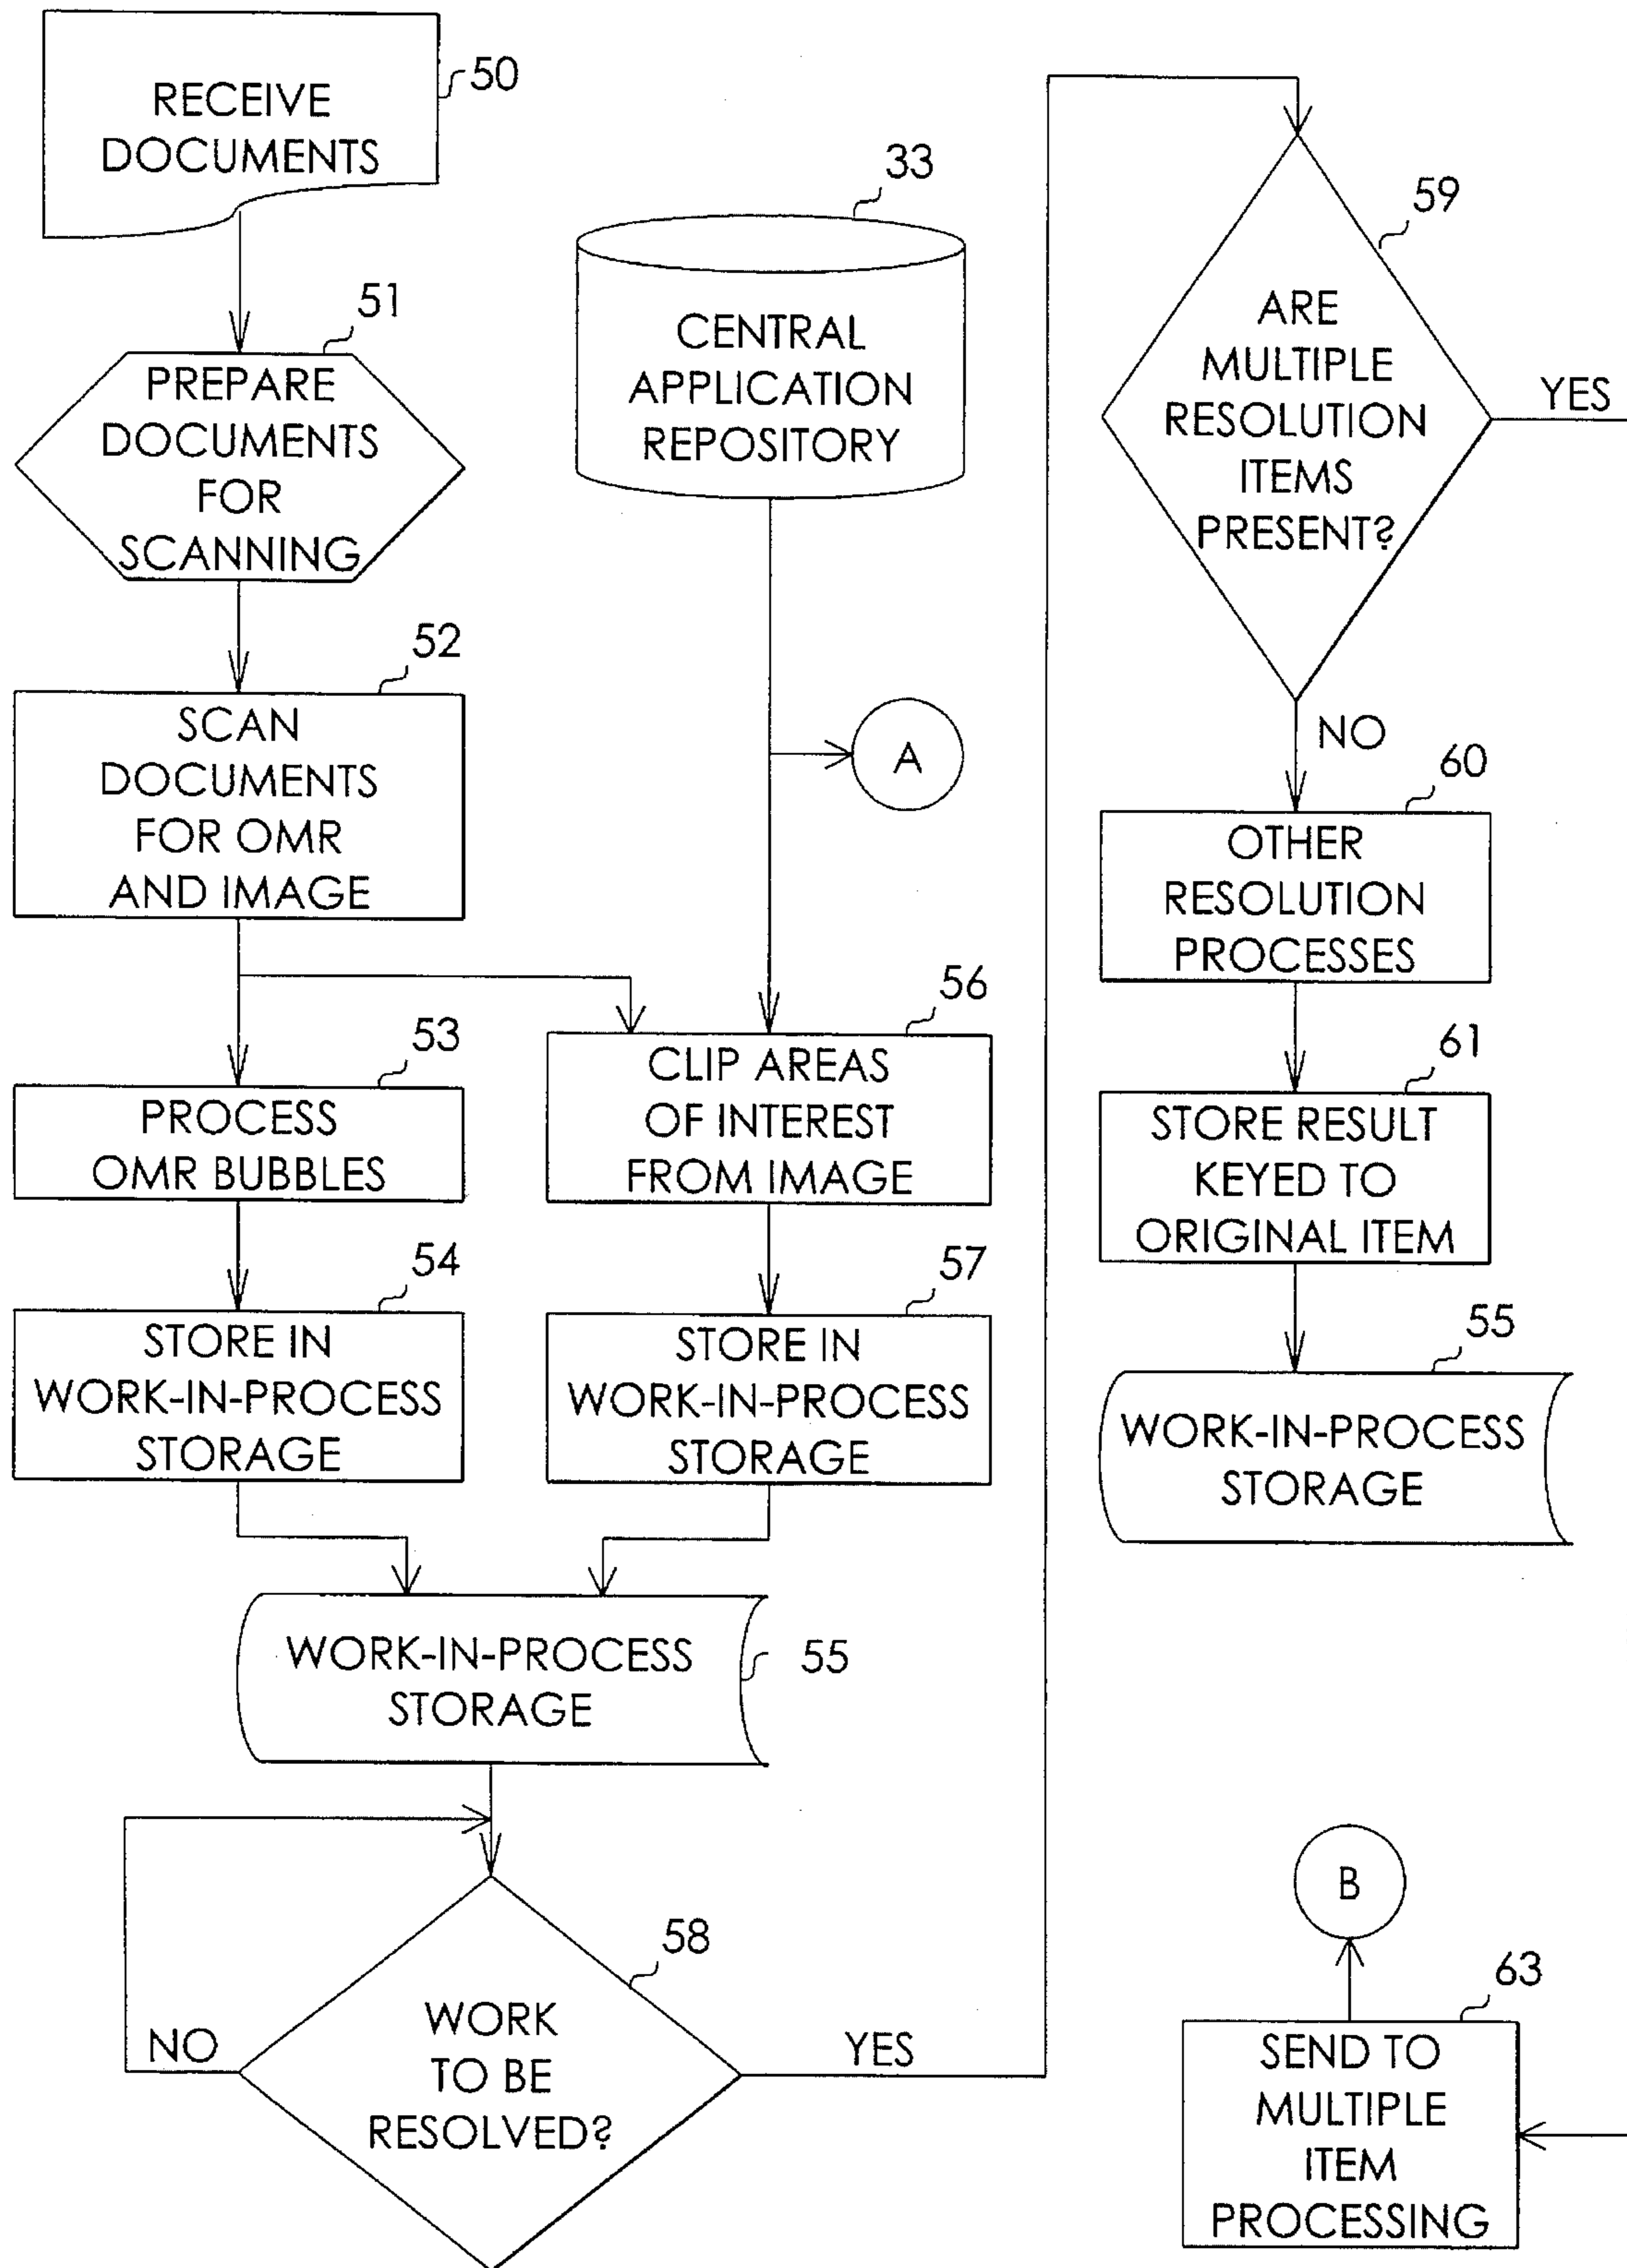 RECEIVE
DOCUMENTS
50
51
PREPARE
DOCUMENTS
FOR
SCANNING
52
SCAN
DOCUMENTS
FOR OMR
AND IMAGE
53
PROCESS
OMR BUBBLES
54
STORE IN
WORK-IN-PROCESS
STORAGE
33
CENTRAL
APPLICATION
REPOSITORY
A
56
CLIP AREAS
OF INTEREST
FROM IMAGE
57
STORE IN
WORK-IN-PROCESS
STORAGE
WORK-IN-PROCESS
STORAGE
55
58
WORK
TO BE
RESOLVED?
NO
YES
59
ARE
MULTIPLE
RESOLUTION
ITEMS
PRESENT?
YES
NO
60
OTHER
RESOLUTION
PROCESSES
61
STORE RESULT
KEYED TO
ORIGINAL ITEM
55
WORK-IN-PROCESS
STORAGE
B
63
SEND TO
MULTIPLE
ITEM
PROCESSING